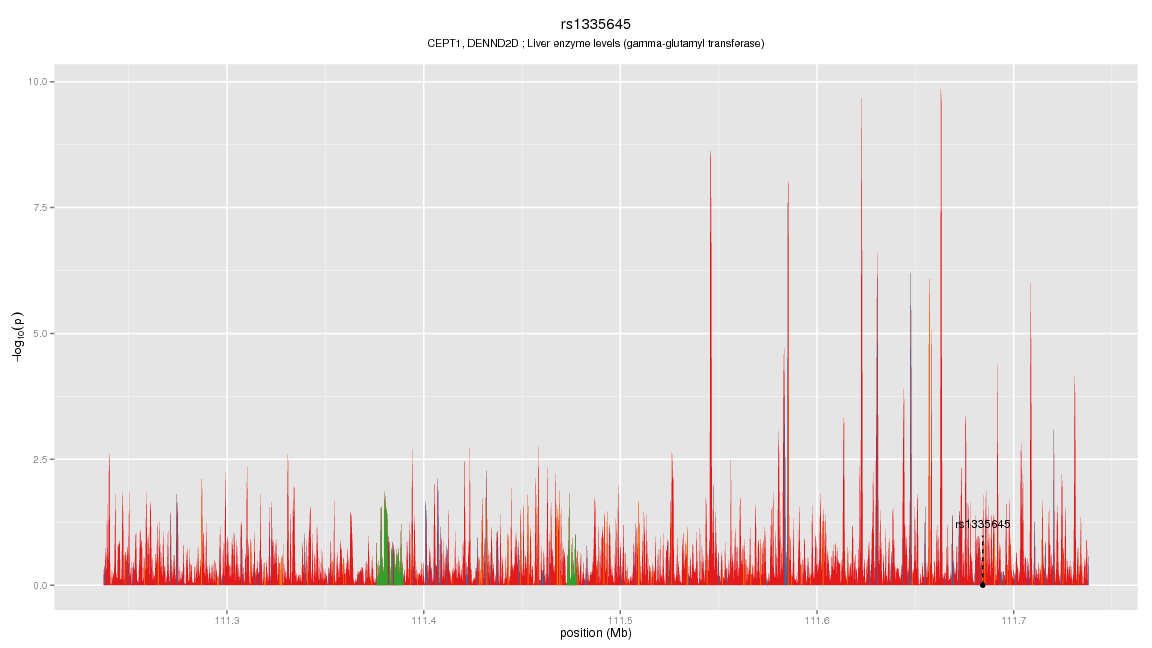 rs1335645
CEPT1, DENND2D ; Liver enzyme levels (gamma-glutamyl transferase)
10.0
7.5
5.0
2.5
0.0
−log10(p)
rs1335645
111.3 111.4 111.5 111.6 111.7
position (Mb)